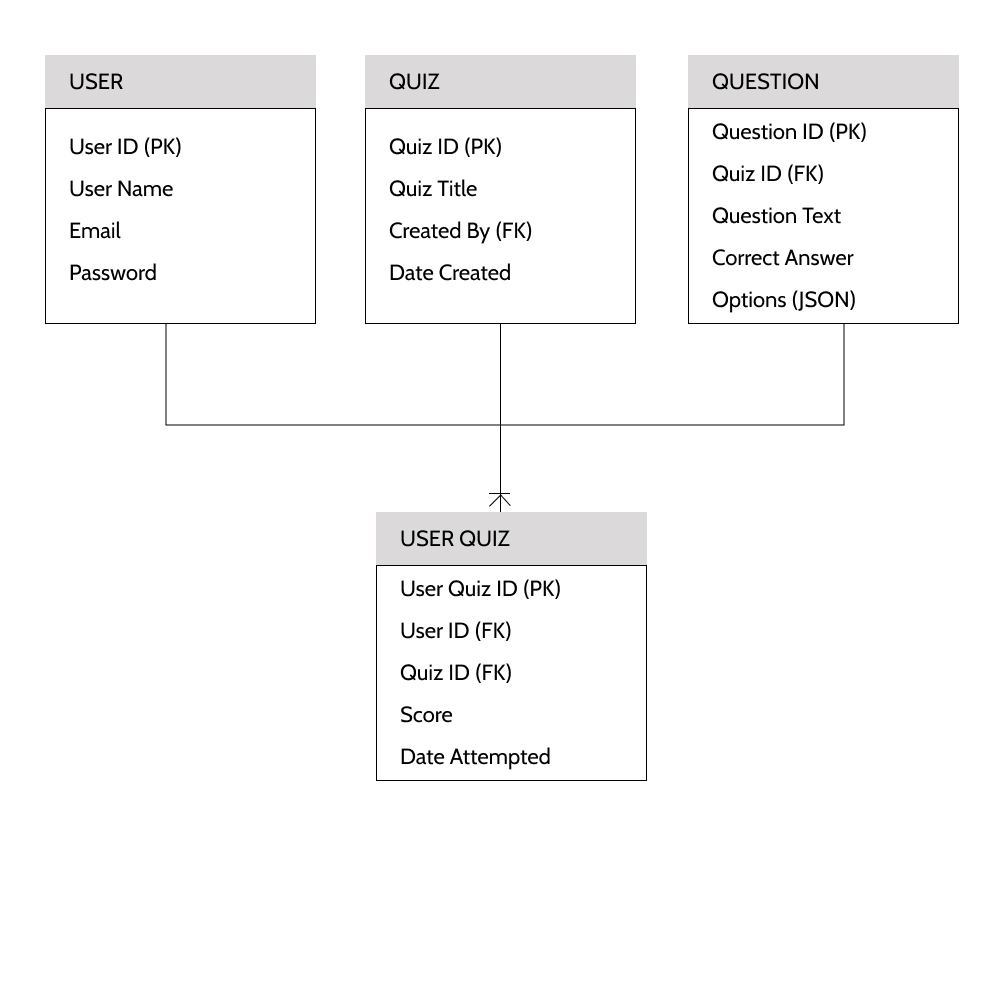 USER
User ID (PK)
User Name
Email
Password
QUIZ
Quiz ID (PK)
Quiz Title
Created By (FK)
Date Created
QUESTION
Question ID (PK)
Quiz ID (FK)
Question Text
Correct Answer
Options (JSON)
USER QUIZ
User Quiz ID (PK)
User ID (FK)
Quiz ID (FK)
Score
Date Attempted